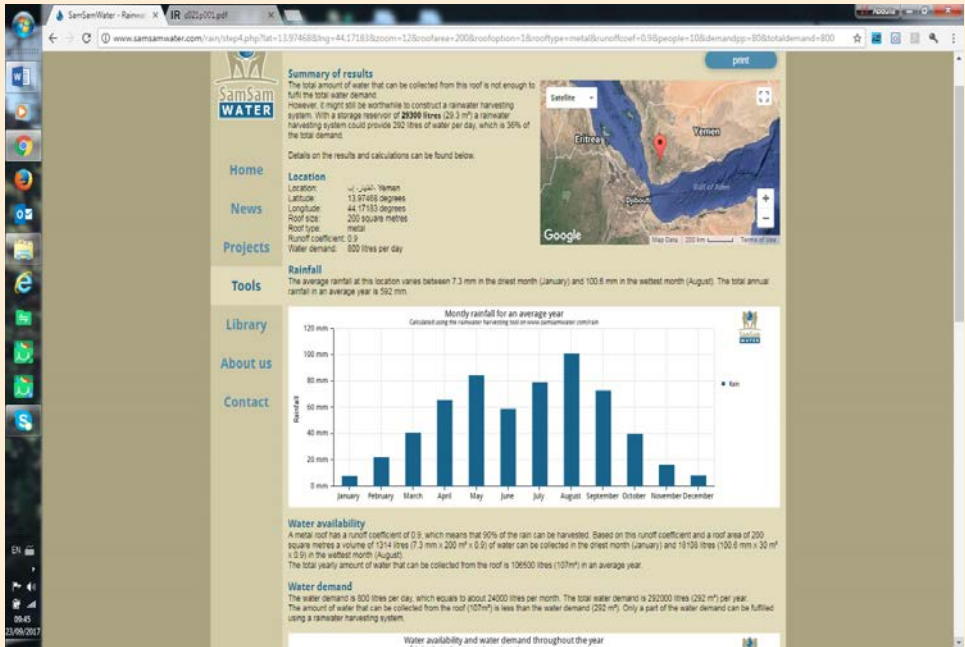 SamSamWater - Rainwat
IR c021p001.pdf
www.samsamwater.com/rain/step4.php?lat=13.97468&lng=44.17183&zoom=12&roofarea=200&roofoption=1&rooftype=metal&runoffcoef=0.9&people=10&demandpp=80&totaldemand=800
SamSam
WATER
Home
News
Projects
Tools
Library
About us
Contact
print
Summary of results
The total amount of water that can be collected from this roof is not enough to
fulfil the total water demand.
However, it might still be worthwhile to construct a rainwater harvesting
system. With a storage reservoir of 29300 litres (29.3 m³) a rainwater
harvesting system could provide 292 litres of water per day, which is 36% of
the total demand.
Details on the results and calculations can be found below.
Satellite
Eritrea
Yemen
Djibouti
Gulf of Aden
Google
Map Data
200 km
Terms of Use
Location
Location: Yemen
Latitude: 13.97468 degrees
Longitude: 44.17183 degrees
Roof size: 200 square metres
Roof type: metal
Runoff coefficient: 0.9
Water demand: 800 litres per day
Rainfall
The average rainfall at this location varies between 7.3 mm in the driest month (January) and 100.6 mm in the wettest month (August). The total annual
rainfall in an average year is 592 mm.
Montly rainfall for an average year
Calculated using the rainwater harvesting tool on www.samsamwater.com/rain
SamSam
WATER
120 mm
100 mm
80 mm
60 mm
40 mm
20 mm
0 mm
Rainfall
Rain
January February March April May June July August September October November December
Water availability
A metal roof has a runoff coefficient of 0.9, which means that 90% of the rain can be harvested. Based on this runoff coefficient and a roof area of 200
square metres a volume of 1314 litres (7.3 mm x 200 m² x 0.9) of water can be collected in the driest month (January) and 18108 litres (100.6 mm x 30 m²
x 0.9) in the wettest month (August).
The total yearly amount of water that can be collected from the roof is 106500 litres (107m³) in an average year.
Water demand
The water demand is 800 litres per day, which equals to about 24000 litres per month. The total water demand is 292000 litres (292 m³) per year.
The amount of water that can be collected from the roof (107m³) is less than the water demand (292 m³). Only a part of the water demand can be fulfilled
using a rainwater harvesting system.
Water availability and water demand throughout the year
EN
09:45
23/09/2017